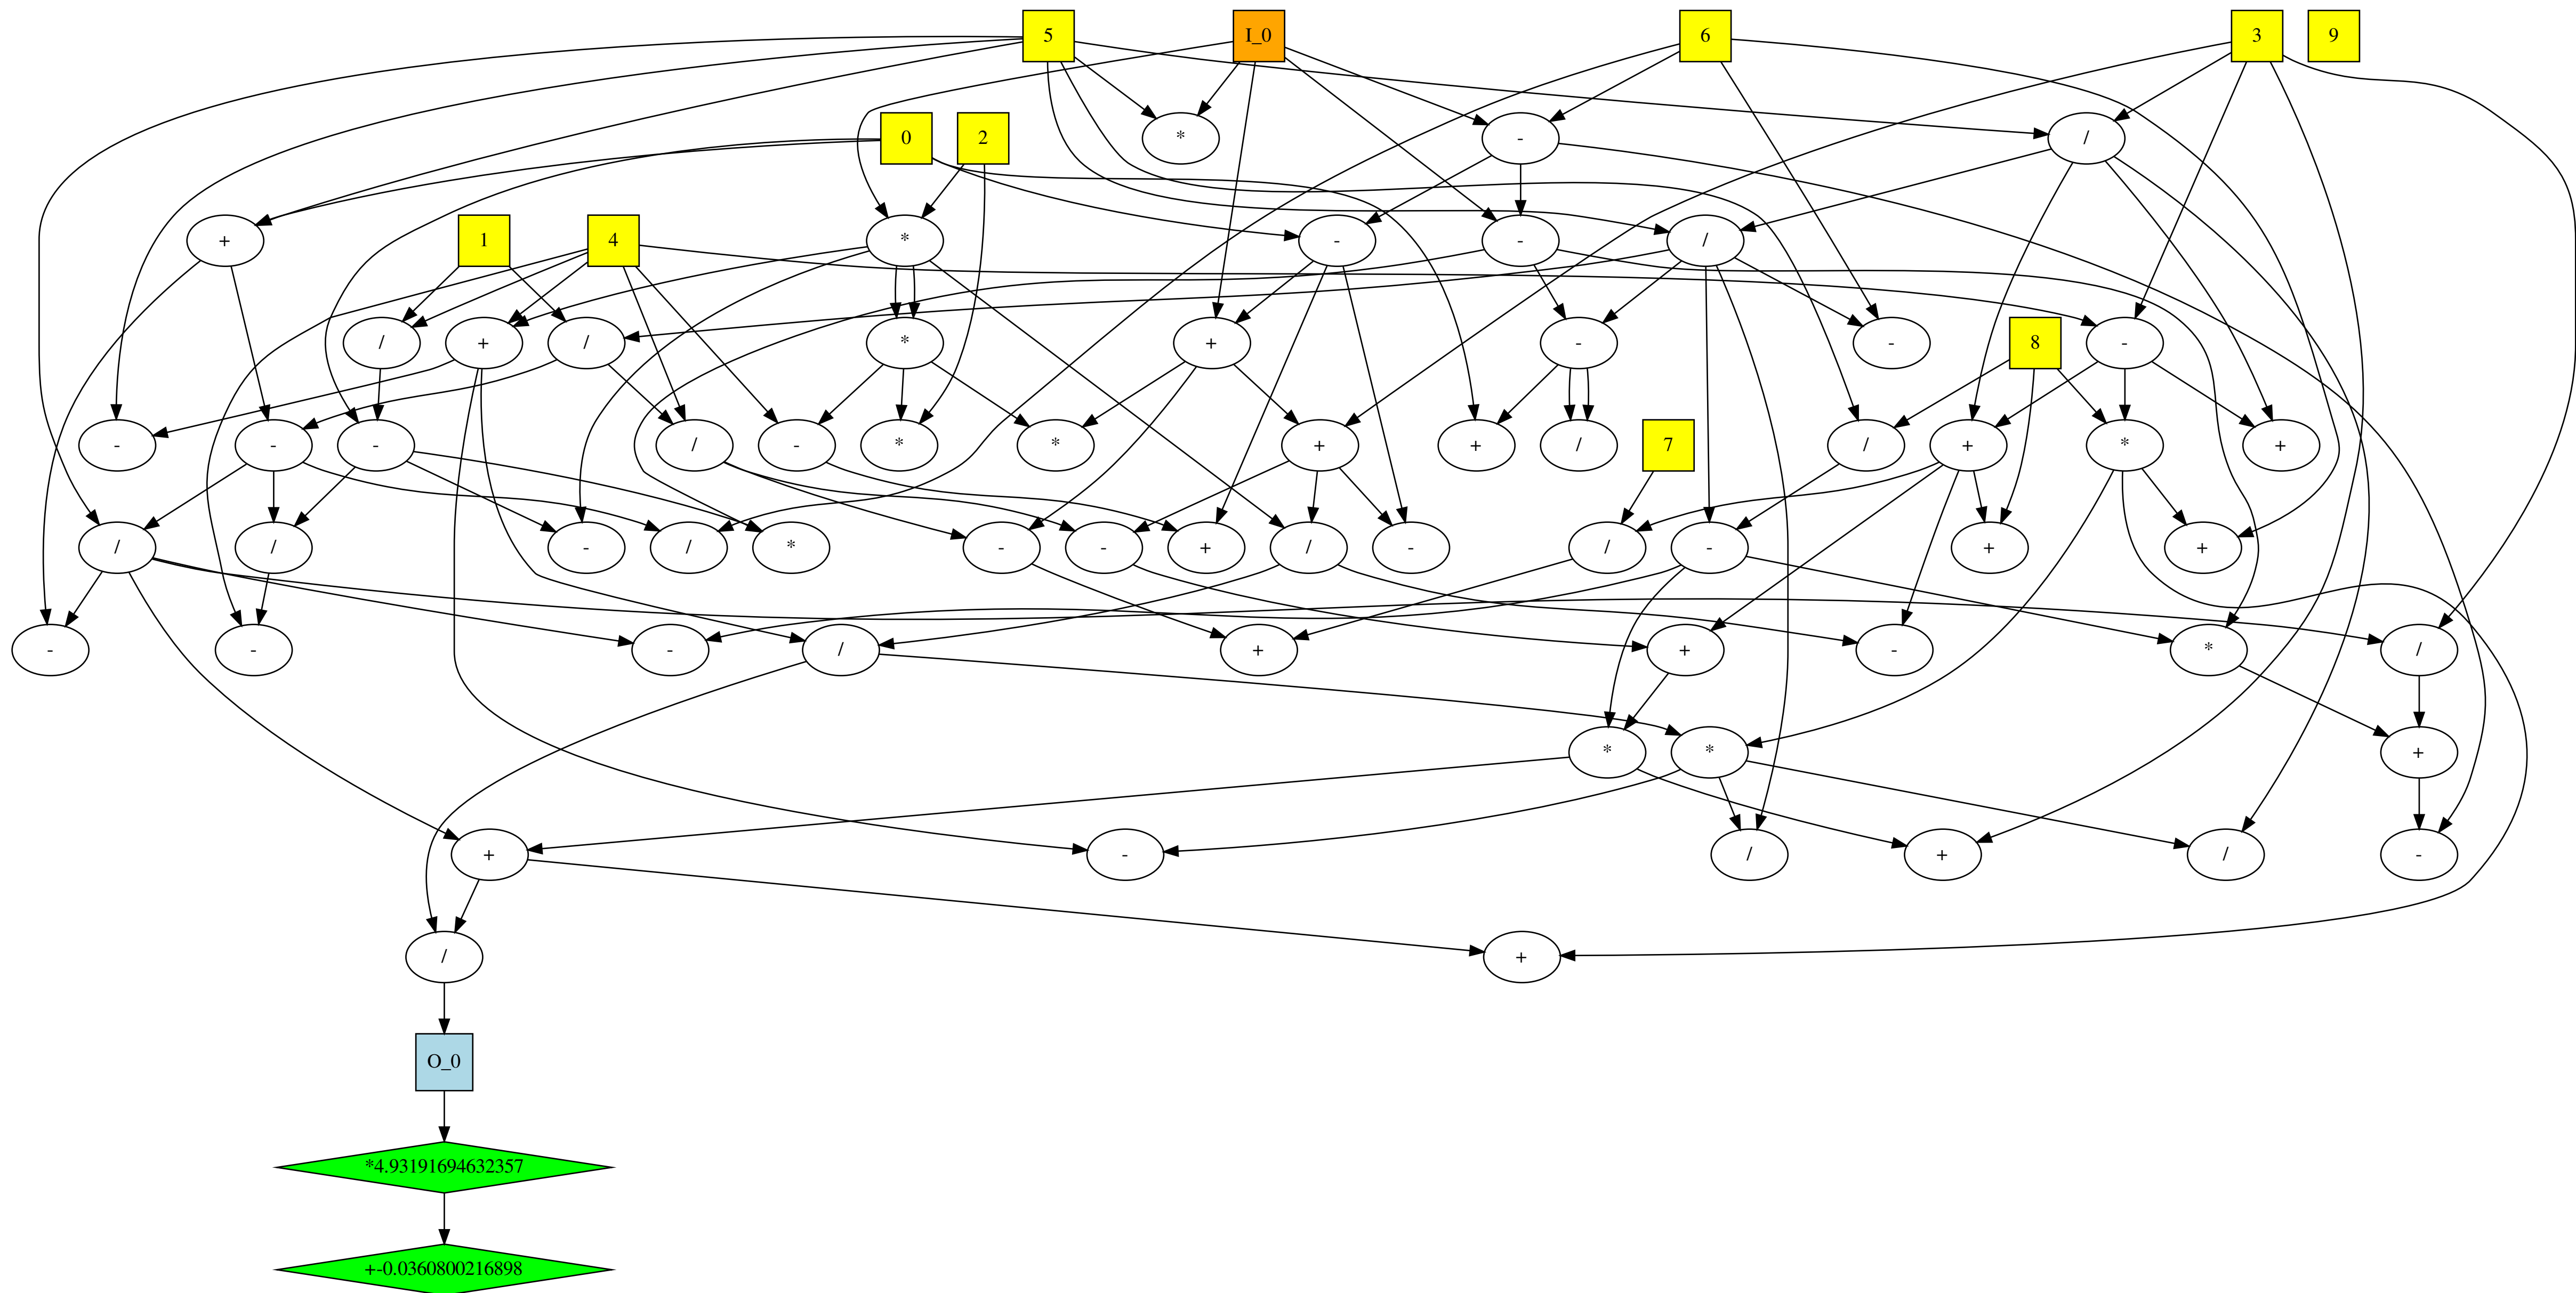 5 I_0 6 3 9
0 2 * - /
+ 1 4 * - - /
/ + / * + - - 8 -
- - - / - * * + + / 7 / + * +
/ / - / * - - + / - / - + +
- - - / + + - * /
* * +
+ - / + / -
/ +
O_0
*4.93191694632357
+-0.0360800216898